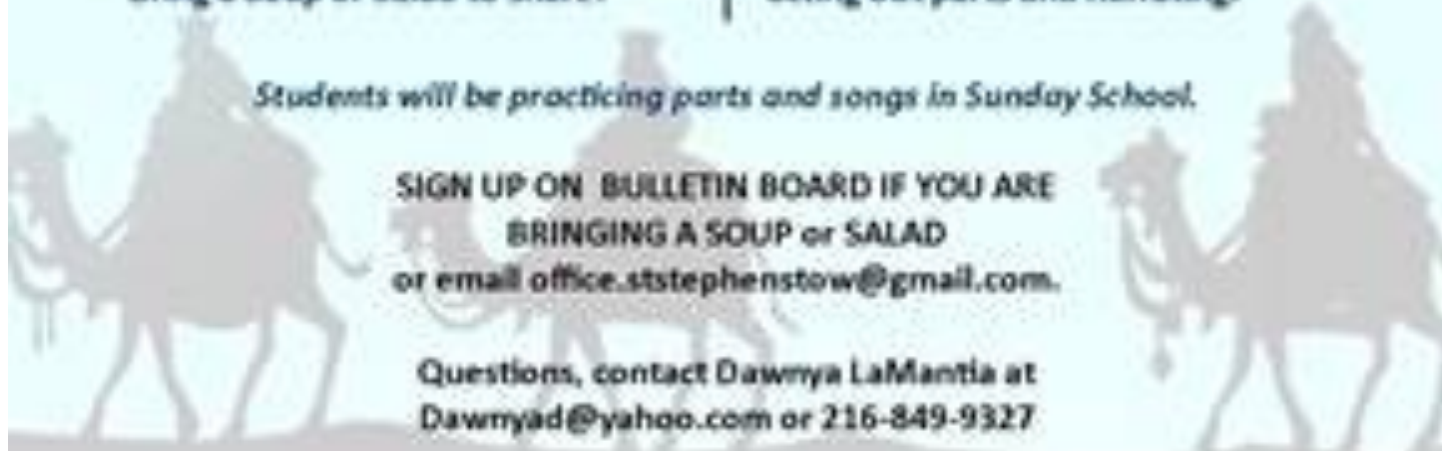 Students will be practicing parts and songs in Sunday School.
SIGN UP ON BULLETIN BOARD IF YOU ARE
BRINGING A SOUP or SALAD
or email office.ststephenstow@gmail.com.
Questions, contact Dawnya LaMantia at
Dawnyad@yahoo.com or 216-849-9327